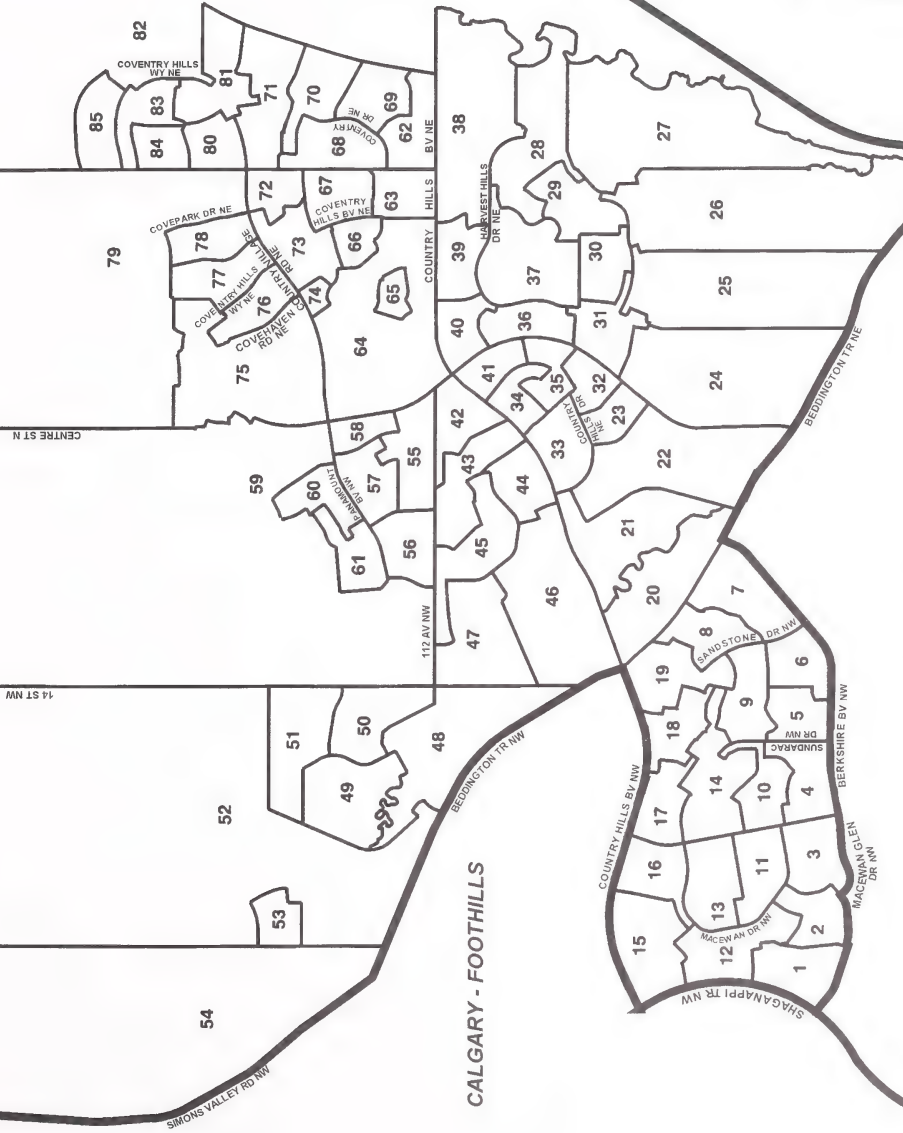 CALGARY - FOOTHILLS
SIMONS VALLEY RD NW
BEDDINGTON TR NW
14 ST NW
CENTRE ST N
112 AV NW
COUNTRY
HILLS
BV NE
COVENTRY HILLS
WY NE
COVENTRY
DR NE
COVEPARK DR NE
COVENTRY
HILLS BV NE
COUNTRY VILLAGE
RD NE
COVENTRY HILLS
WY NE
COVEHAVEN
RD NE
PANAMOUNT
BV NW
HARVEST HILLS
DR NE
COUNTRY
HILLS DR
NE
BEDDINGTON TR NE
COUNTRY HILLS BV NW
SANDSTONE DR NW
SUNDARAC
DR NW
BERKSHIRE BV NW
MACEWAN GLEN
DR NW
MACEWAN DR NW
SHAGANAPPI TR NW
1
2
3
4
5
6
7
8
9
10
11
12
13
14
15
16
17
18
19
20
21
22
23
24
25
26
27
28
29
30
31
32
33
34
35
36
37
38
39
40
41
42
43
44
45
46
47
48
49
50
51
52
53
54
55
56
57
58
59
60
61
62
63
64
65
66
67
68
69
70
71
72
73
74
75
76
77
78
79
80
81
82
83
84
85